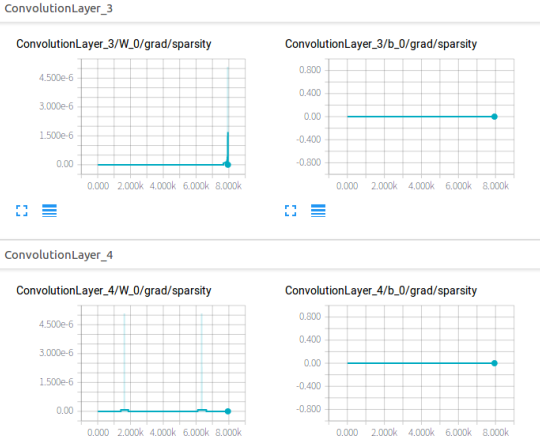 ConvolutionLayer_3
ConvolutionLayer_3/W_0/grad/sparsity
4.500e-6
3.000e-6
1.500e-6
0.00
0.000 2.000k 4.000k 6.000k 8.000k
ConvolutionLayer_3/b_0/grad/sparsity
0.800
0.400
0.00
-0.400
-0.800
0.000 2.000k 4.000k 6.000k 8.000k
ConvolutionLayer_4
ConvolutionLayer_4/W_0/grad/sparsity
4.500e-6
3.000e-6
1.500e-6
0.00
0.000 2.000k 4.000k 6.000k 8.000k
ConvolutionLayer_4/b_0/grad/sparsity
0.800
0.400
0.00
-0.400
-0.800
0.000 2.000k 4.000k 6.000k 8.000k